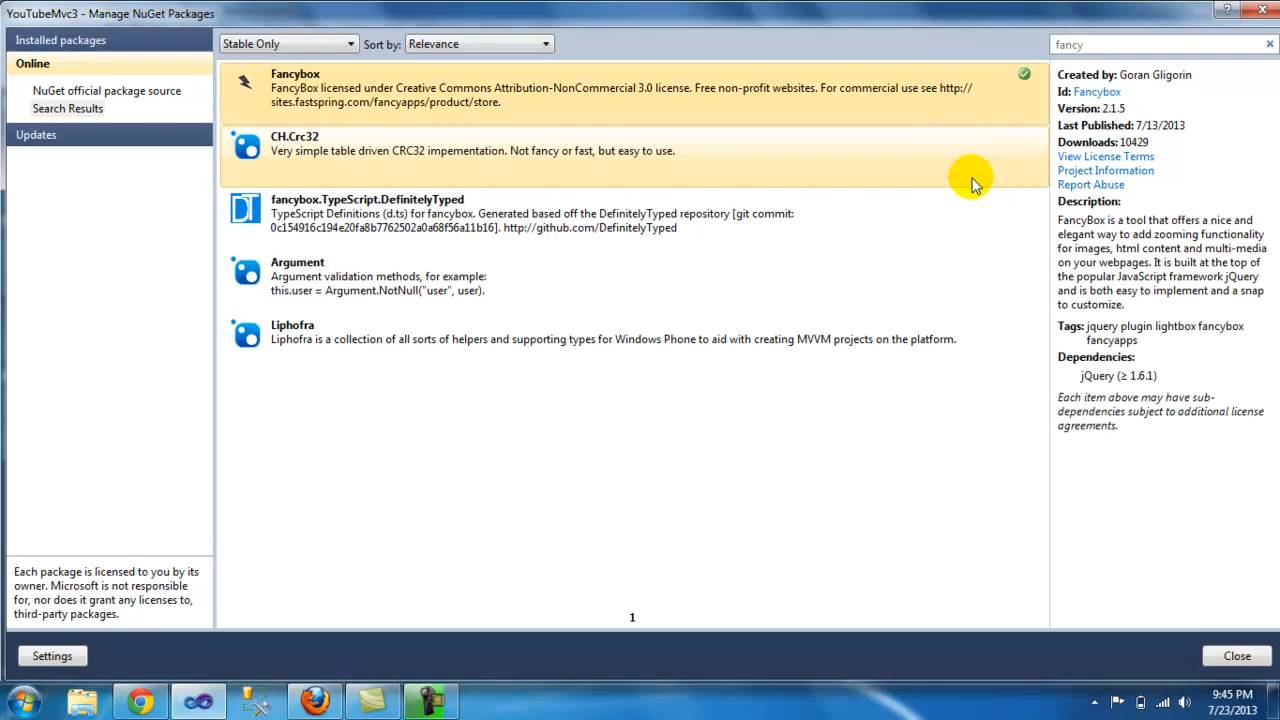 YouTubeMvc3 - Manage NuGet Packages
Installed packages
Online
NuGet official package source
Search Results
Updates
Each package is licensed to you by its
owner. Microsoft is not responsible
for, nor does it grant any licenses to,
third-party packages.
Settings
Stable Only
Sort by:
Relevance
Fancybox
FancyBox licensed under Creative Commons Attribution-NonCommercial 3.0 license. Free non-profit websites. For commercial use see http://
sites.fastspring.com/fancyapps/product/store.
CH.Crc32
Very simple table driven CRC32 impementation. Not fancy or fast, but easy to use.
fancybox.TypeScript.DefinitelyTyped
TypeScript Definitions (d.ts) for fancybox. Generated based off the DefinitelyTyped repository [git commit:
0c154916c194e20fa8b7762502a0a68f56a11b16]. http://github.com/DefinitelyTyped
Argument
Argument validation methods, for example:
this.user = Argument.NotNull("user", user).
Liphofra
Liphofra is a collection of all sorts of helpers and supporting types for Windows Phone to aid with creating MVVM projects on the platform.
1
fancy
Created by: Goran Gligorin
Id: Fancybox
Version: 2.1.5
Last Published: 7/13/2013
Downloads: 10429
View License Terms
Project Information
Report Abuse
Description:
FancyBox is a tool that offers a nice and
elegant way to add zooming functionality
for images, html content and multi-media
on your webpages. It is built at the top of
the popular JavaScript framework jQuery
and is both easy to implement and a snap
to customize.
Tags: jquery plugin lightbox fancybox
fancyapps
Dependencies:
jQuery (≥ 1.6.1)
Each item above may have sub-
dependencies subject to additional license
agreements.
Close
9:45 PM
7/23/2013